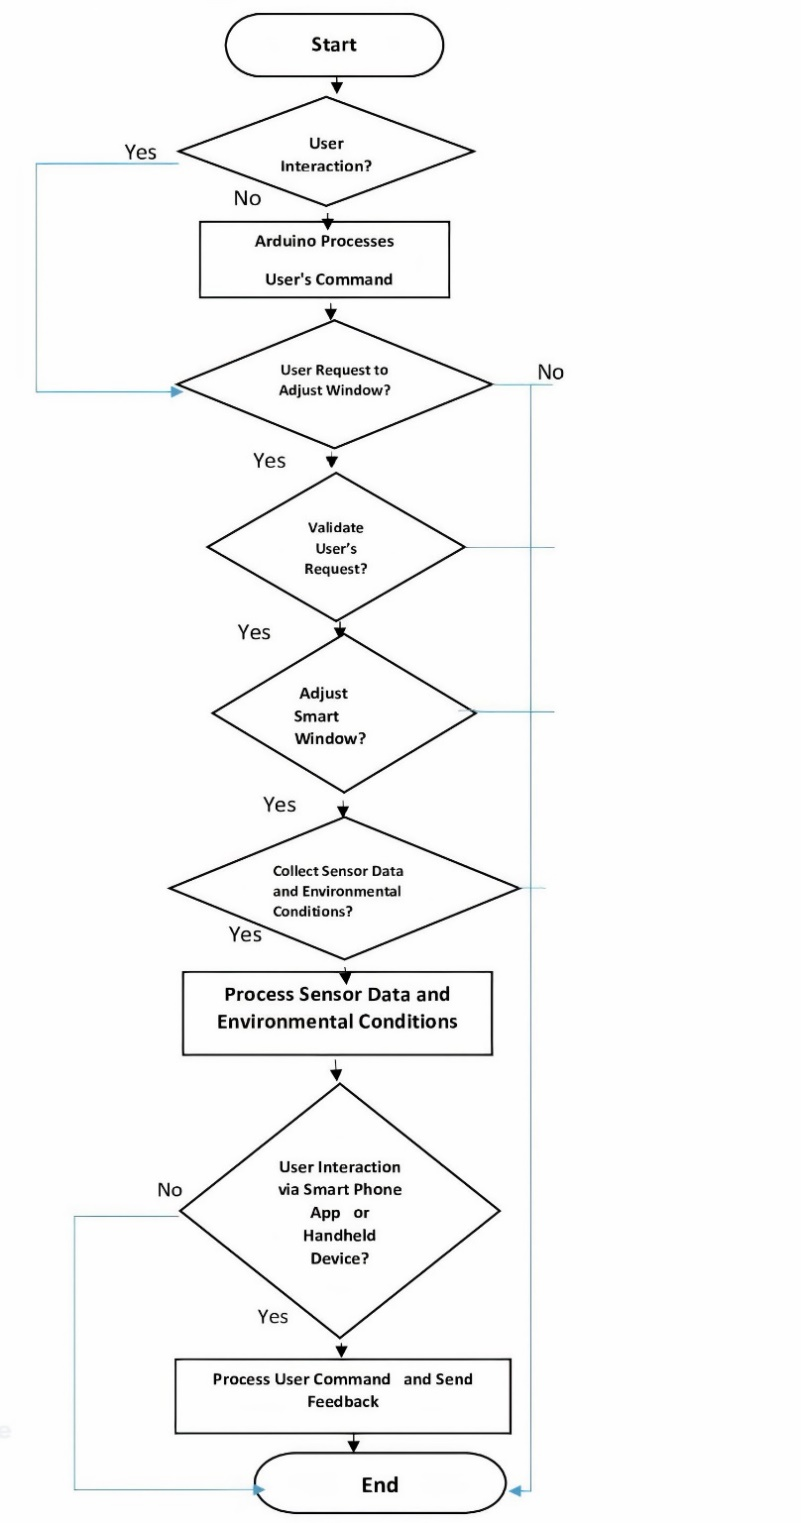 Start
User
Interaction?
Yes
No
Arduino Processes
User's Command
User Request to
Adjust Window?
No
Yes
Validate
User’s
Request?
Yes
Adjust
Smart
Window?
Yes
Collect Sensor Data
and Environmental
Conditions?
Yes
Process Sensor Data and
Environmental Conditions
User Interaction
via Smart Phone
App or
Handheld
Device?
No
Yes
Process User Command and Send
Feedback
End